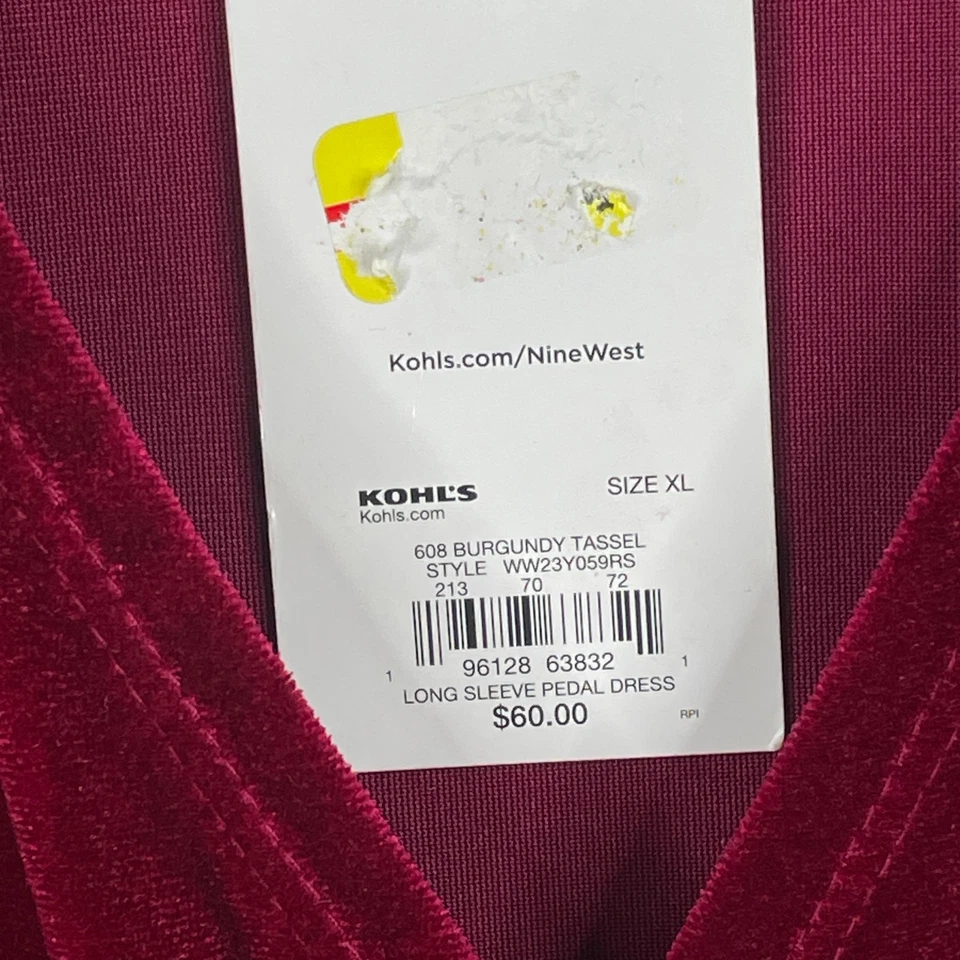 Kohls.com/NineWest
KOHL'S SIZE XL
Kohls.com
608 BURGUNDY TASSEL
STYLE WW23Y059RS
213 70 72
1 96128 63832 1
LONG SLEEVE PEDAL DRESS
$60.00 RPI